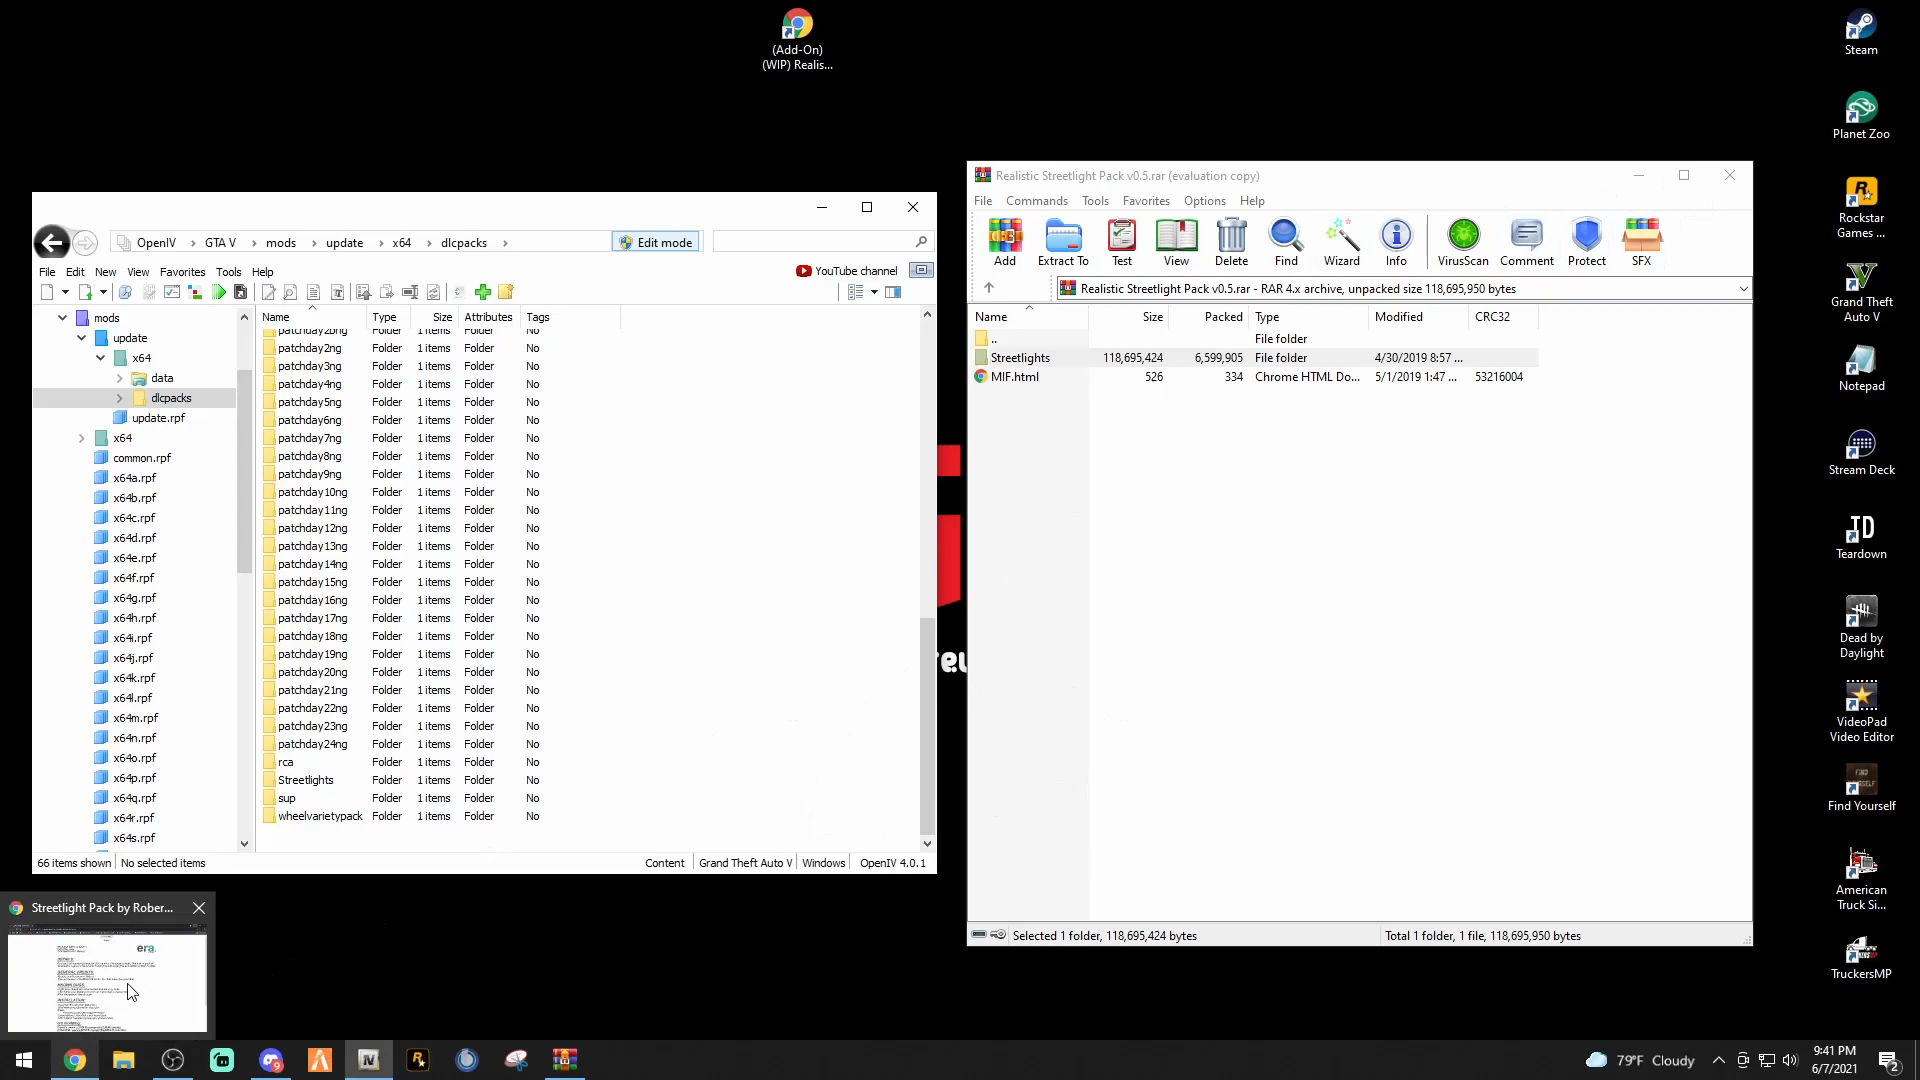 (Add-On)
(WIP) Realis...
Steam
Planet Zoo
Rockstar
Games ...
Grand Theft
Auto V
Notepad
Stream Deck
Teardown
Dead by
Daylight
VideoPad
Video Editor
Find Yourself
American
Truck Si...
TruckersMP
OpenIV
GTA V
mods
update
x64
dlcpacks
Edit mode
File Edit New View Favorites Tools Help
YouTube channel
mods
update
x64
data
dlcpacks
update.rpf
x64
common.rpf
x64a.rpf
x64b.rpf
x64c.rpf
x64d.rpf
x64e.rpf
x64f.rpf
x64g.rpf
x64h.rpf
x64i.rpf
x64j.rpf
x64k.rpf
x64l.rpf
x64m.rpf
x64n.rpf
x64o.rpf
x64p.rpf
x64q.rpf
x64r.rpf
x64s.rpf
Name Type Size Attributes Tags
patchday2bng Folder 1 items Folder No
patchday2ng Folder 1 items Folder No
patchday3ng Folder 1 items Folder No
patchday4ng Folder 1 items Folder No
patchday5ng Folder 1 items Folder No
patchday6ng Folder 1 items Folder No
patchday7ng Folder 1 items Folder No
patchday8ng Folder 1 items Folder No
patchday9ng Folder 1 items Folder No
patchday10ng Folder 1 items Folder No
patchday11ng Folder 1 items Folder No
patchday12ng Folder 1 items Folder No
patchday13ng Folder 1 items Folder No
patchday14ng Folder 1 items Folder No
patchday15ng Folder 1 items Folder No
patchday16ng Folder 1 items Folder No
patchday17ng Folder 1 items Folder No
patchday18ng Folder 1 items Folder No
patchday19ng Folder 1 items Folder No
patchday20ng Folder 1 items Folder No
patchday21ng Folder 1 items Folder No
patchday22ng Folder 1 items Folder No
patchday23ng Folder 1 items Folder No
patchday24ng Folder 1 items Folder No
rca Folder 1 items Folder No
Streetlights Folder 1 items Folder No
sup Folder 1 items Folder No
wheelvarietypack Folder 1 items Folder No
66 items shown No selected items Content Grand Theft Auto V Windows OpenIV 4.0.1
Realistic Streetlight Pack v0.5.rar (evaluation copy)
File Commands Tools Favorites Options Help
Add Extract To Test View Delete Find Wizard Info VirusScan Comment Protect SFX
Realistic Streetlight Pack v0.5.rar - RAR 4.x archive, unpacked size 118,695,950 bytes
Name Size Packed Type Modified CRC32
.. File folder
Streetlights 118,695,424 6,599,905 File folder 4/30/2019 8:57 ...
MIF.html 526 334 Chrome HTML Do... 5/1/2019 1:47 ... 53216004
Selected 1 folder, 118,695,424 bytes
Total 1 folder, 1 file, 118,695,950 bytes
Streetlight Pack by Rober...
era.
79°F Cloudy
9:41 PM
6/7/2021
2